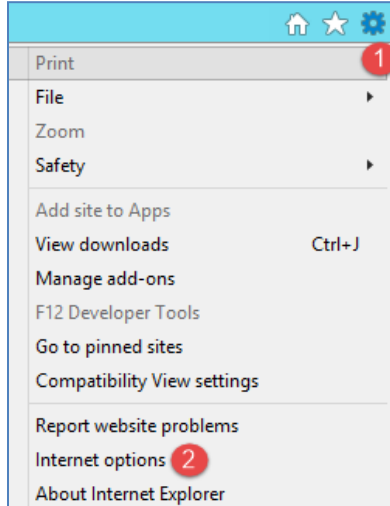 1
Print
File
Zoom
Safety
Add site to Apps
View downloads Ctrl+J
Manage add-ons
F12 Developer Tools
Go to pinned sites
Compatibility View settings
Report website problems
Internet options 2
About Internet Explorer